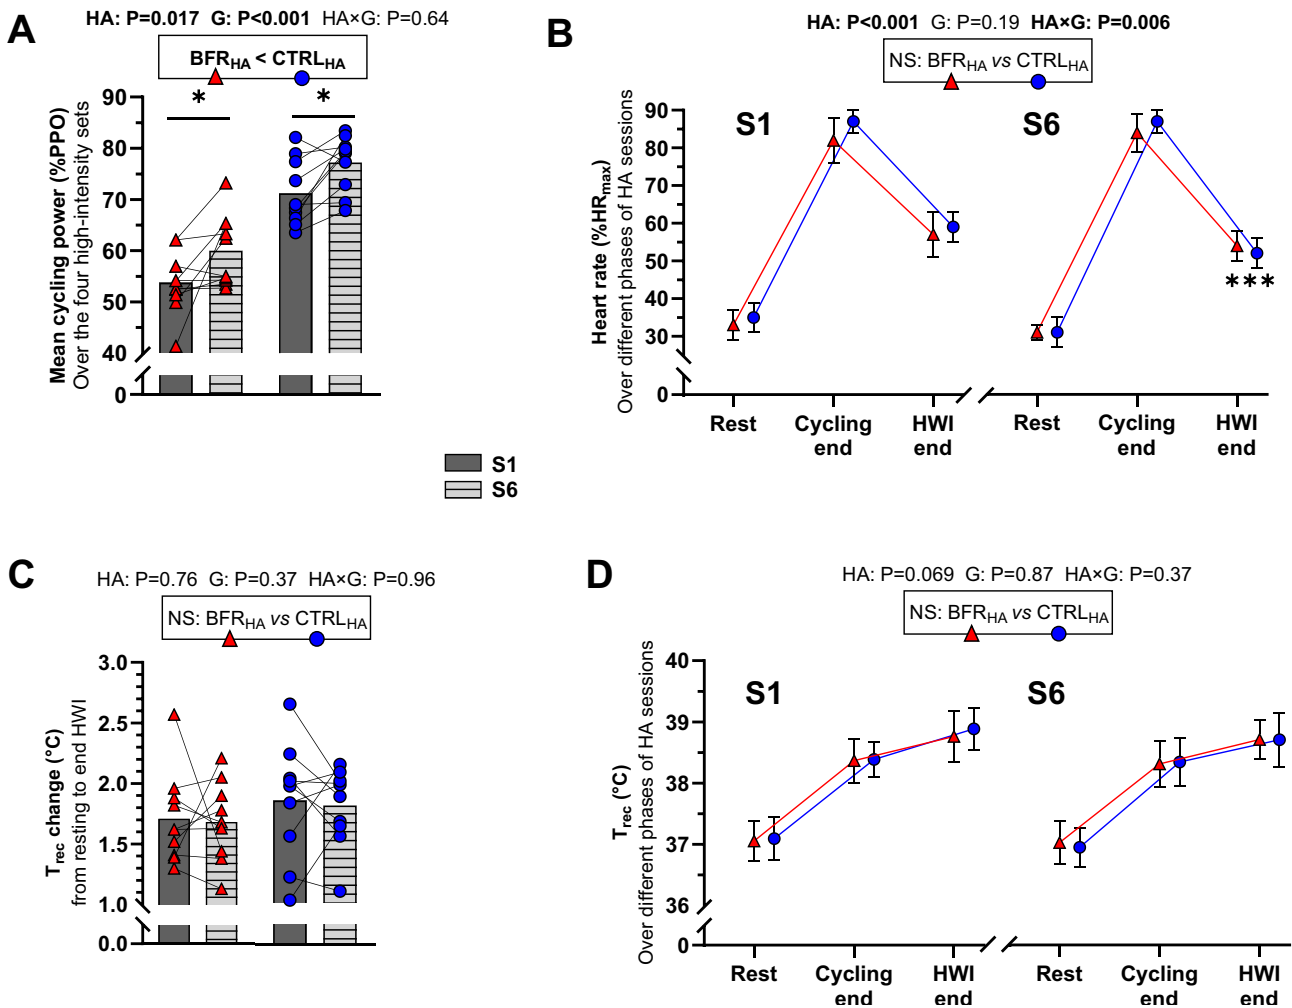 A
HA: P=0.017 G: P<0.001 HA×G: P=0.64
BFRHA < CTRLHA
Mean cycling power (%PPO)
Over the four high-intensity sets
90
80
70
60
50
40
0
*
*
S1
S6
B
HA: P<0.001 G: P=0.19 HA×G: P=0.006
NS: BFRHA vs CTRLHA
Heart rate (%HRmax)
Over different phases of HA sessions
90
80
70
60
50
40
30
0
S1
S6
***
Rest
Cycling
end
HWI
end
Rest
Cycling
end
HWI
end
C
HA: P=0.76 G: P=0.37 HA×G: P=0.96
NS: BFRHA vs CTRLHA
Trec change (°C)
from resting to end HWI
3.0
2.5
2.0
1.5
1.0
0.0
D
HA: P=0.069 G: P=0.87 HA×G: P=0.37
NS: BFRHA vs CTRLHA
Trec (°C)
Over different phases of HA sessions
40
39
38
37
36
0
S1
S6
Rest
Cycling
end
HWI
end
Rest
Cycling
end
HWI
end